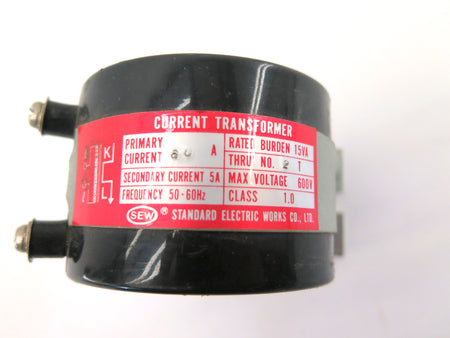 CURRENT TRANSFORMER
PRIMARY
CURRENT 60 A
RATED BURDEN 15VA
THRU NO. 2 T
SECONDARY CURRENT 5A
MAX VOLTAGE 600V
FREQUENCY 50-60Hz
CLASS 1.0
SEW ® STANDARD ELECTRIC WORKS CO., LTD.
K